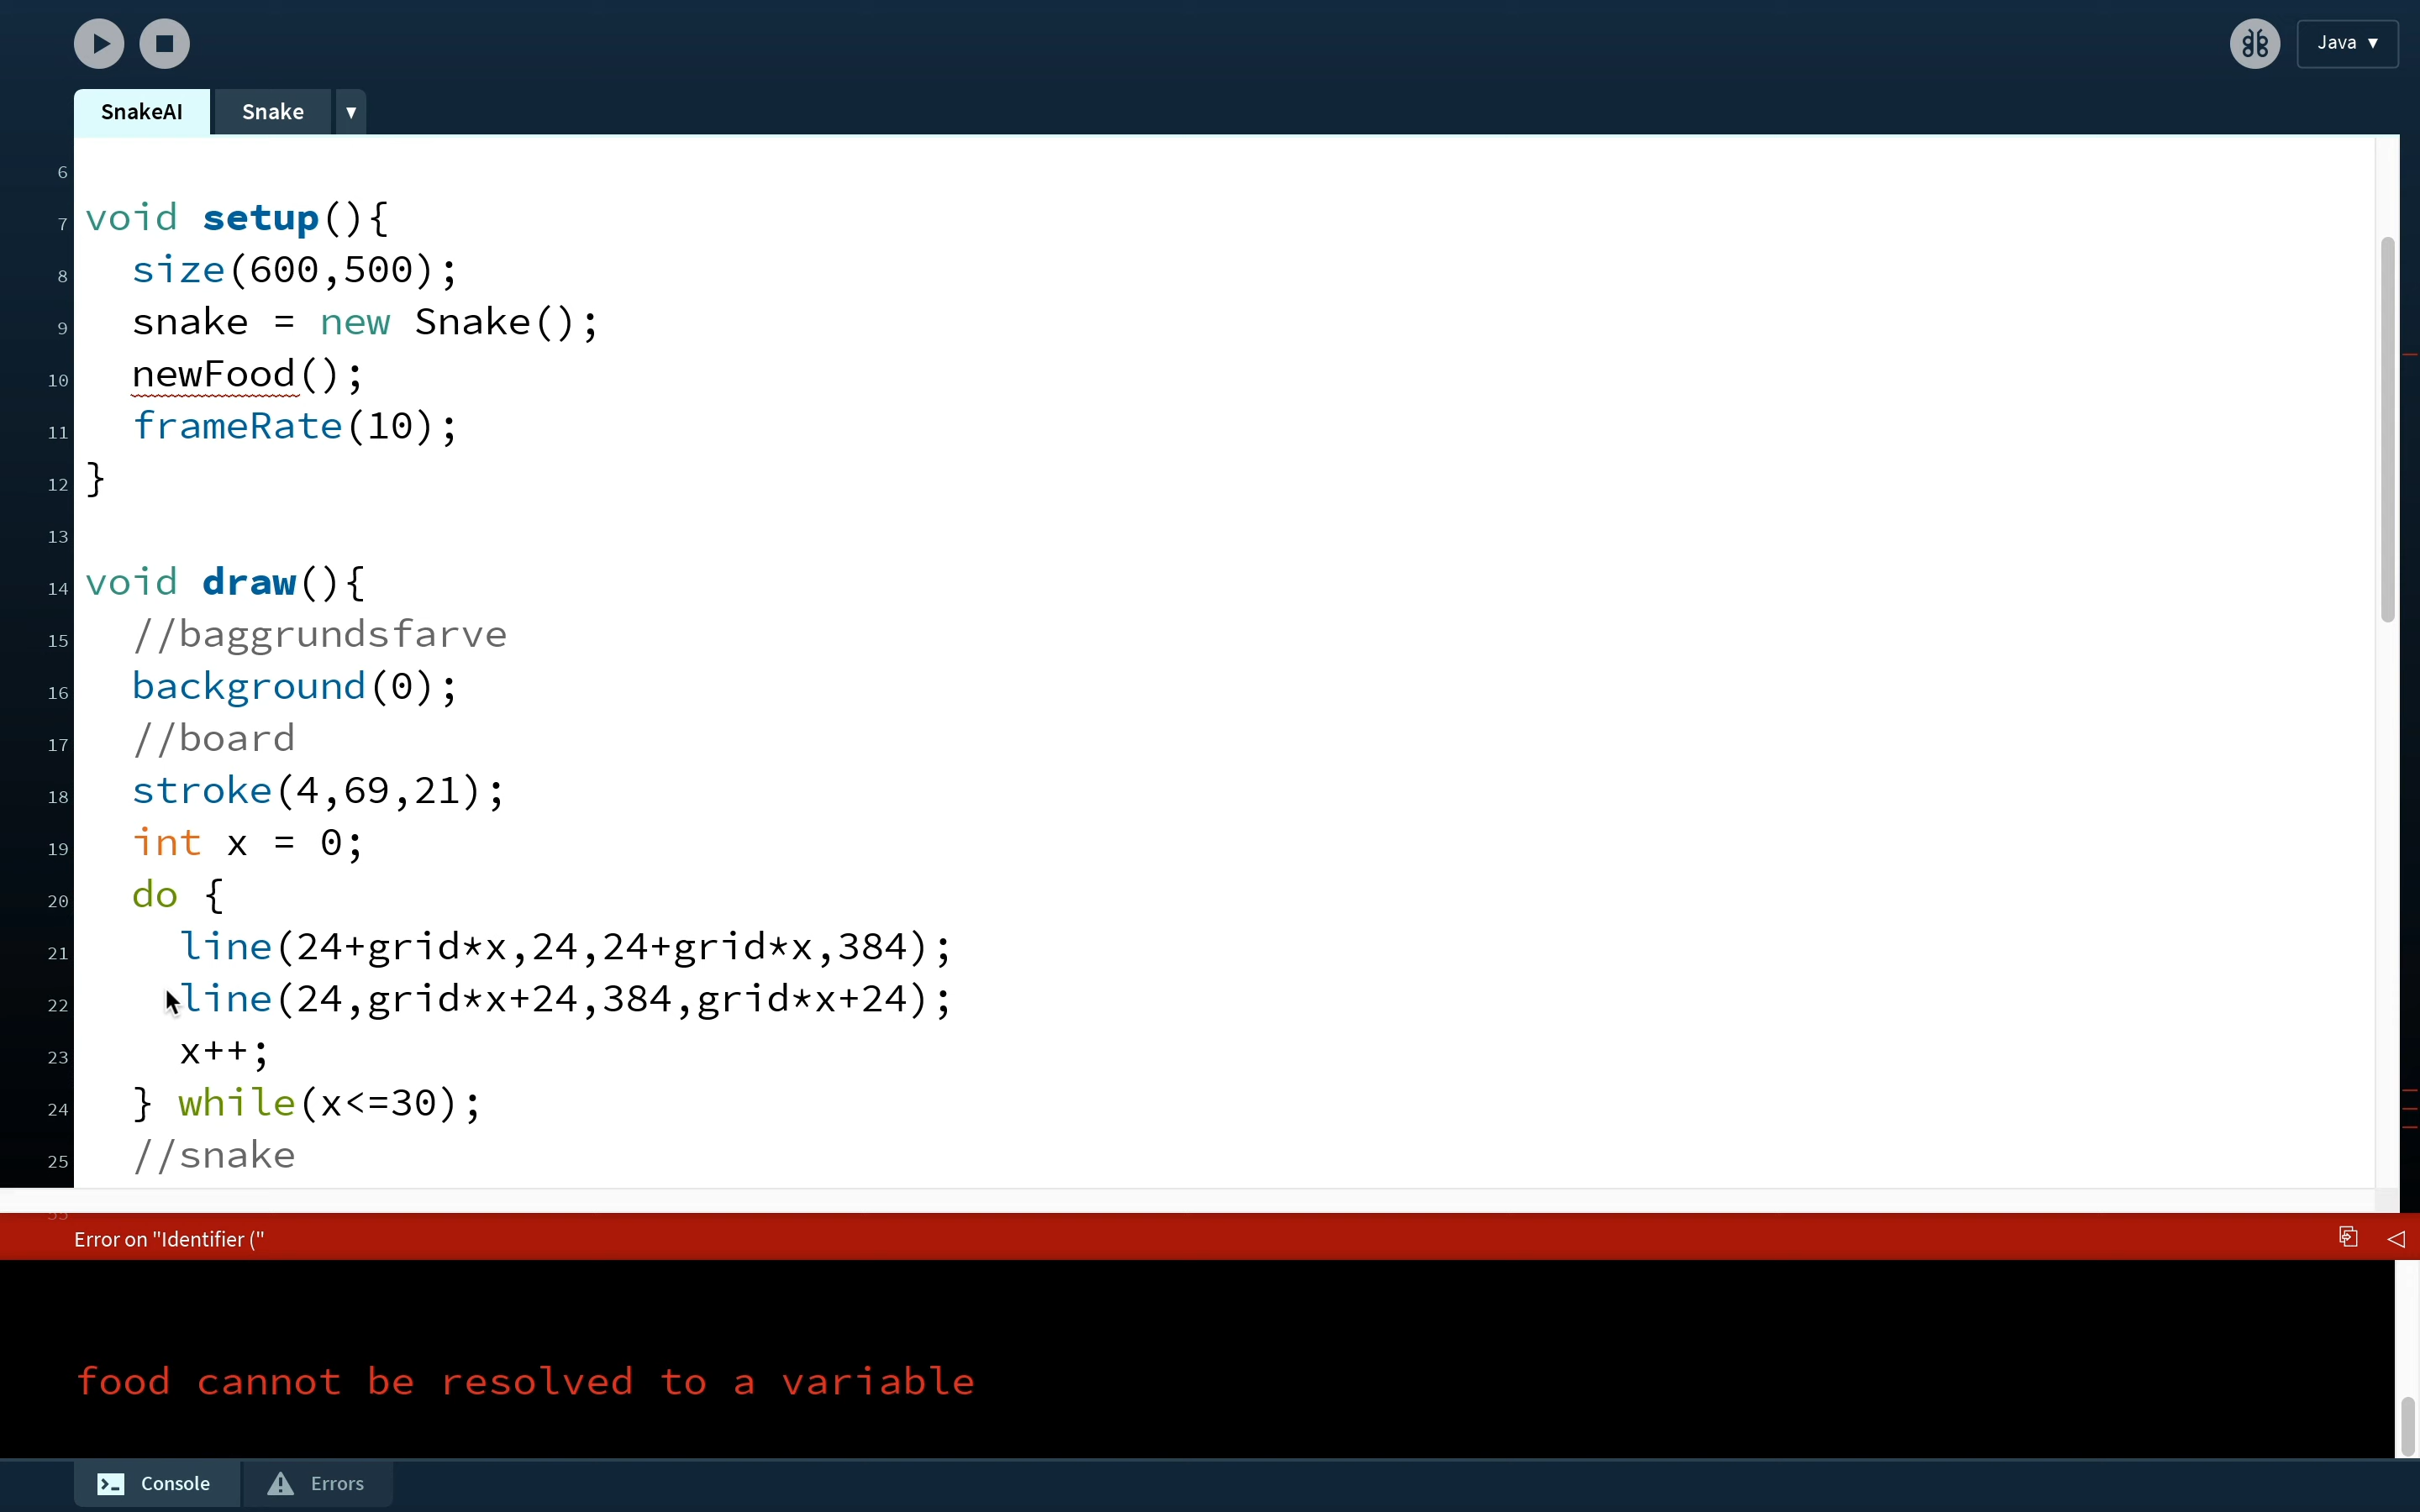 Java ▼
SnakeAI Snake ▼
6
7 void setup(){
8 size(600,500);
9 snake = new Snake();
10 newFood();
11 frameRate(10);
12 }
13
14 void draw(){
15 //baggrundsfarve
16 background(0);
17 //board
18 stroke(4,69,21);
19 int x = 0;
20 do {
21 line(24+grid*x,24,24+grid*x,384);
22 line(24,grid*x+24,384,grid*x+24);
23 x++;
24 } while(x<=30);
25 //snake
Error on "Identifier ("
food cannot be resolved to a variable
Console Errors